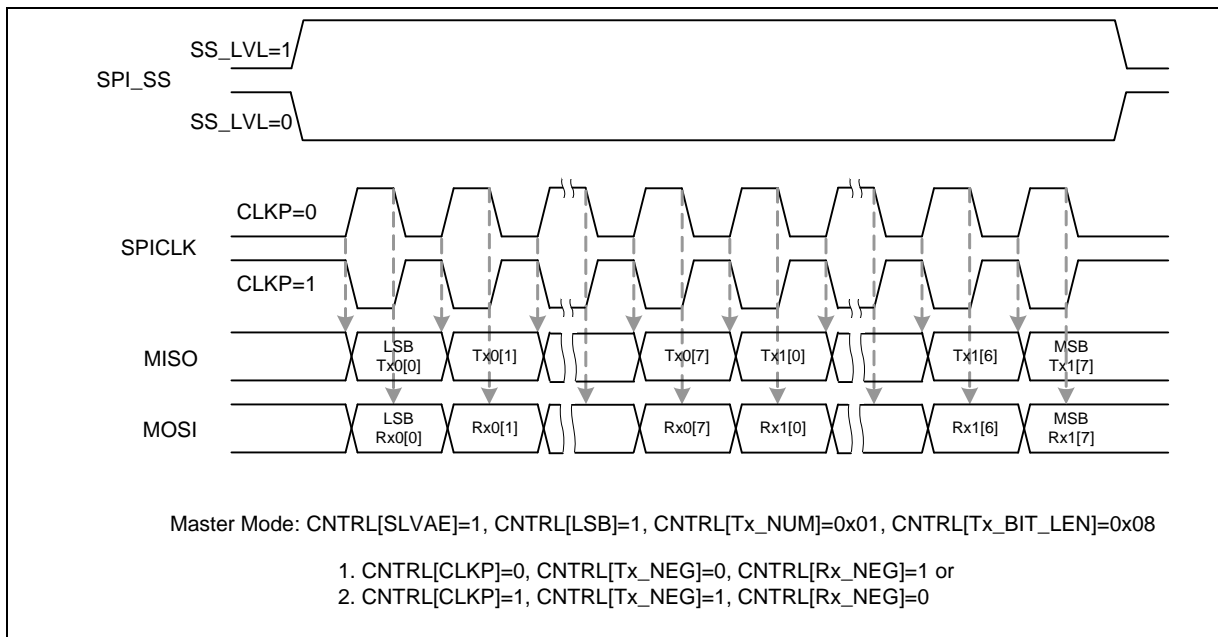 SS_LVL=1
SPI_SS
SS_LVL=0
CLKP=0
SPICLK
CLKP=1
MISO
LSB
Tx0[0]
Tx0[1]
Tx0[7]
Tx1[0]
Tx1[6]
MSB
Tx1[7]
MOSI
LSB
Rx0[0]
Rx0[1]
Rx0[7]
Rx1[0]
Rx1[6]
MSB
Rx1[7]
Master Mode: CNTRL[SLVAE]=1, CNTRL[LSB]=1, CNTRL[Tx_NUM]=0x01, CNTRL[Tx_BIT_LEN]=0x08
1. CNTRL[CLKP]=0, CNTRL[Tx_NEG]=0, CNTRL[Rx_NEG]=1 or
2. CNTRL[CLKP]=1, CNTRL[Tx_NEG]=1, CNTRL[Rx_NEG]=0